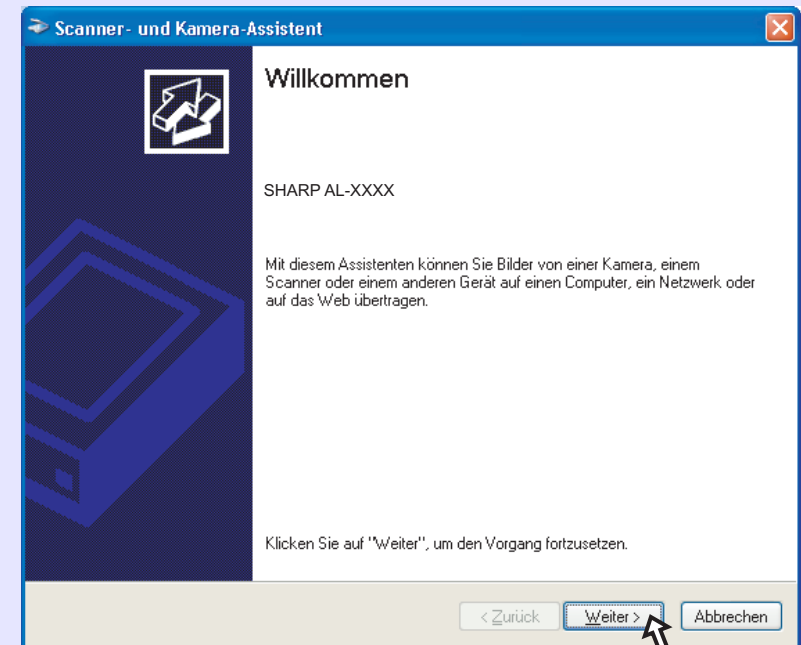 Scanner- und Kamera-Assistent
Willkommen
SHARP AL-XXXX
Mit diesem Assistenten können Sie Bilder von einer Kamera, einem
Scanner oder einem anderen Gerät auf einen Computer, ein Netzwerk oder
auf das Web übertragen.
Klicken Sie auf "Weiter", um den Vorgang fortzusetzen.
< Zurück Weiter > Abbrechen